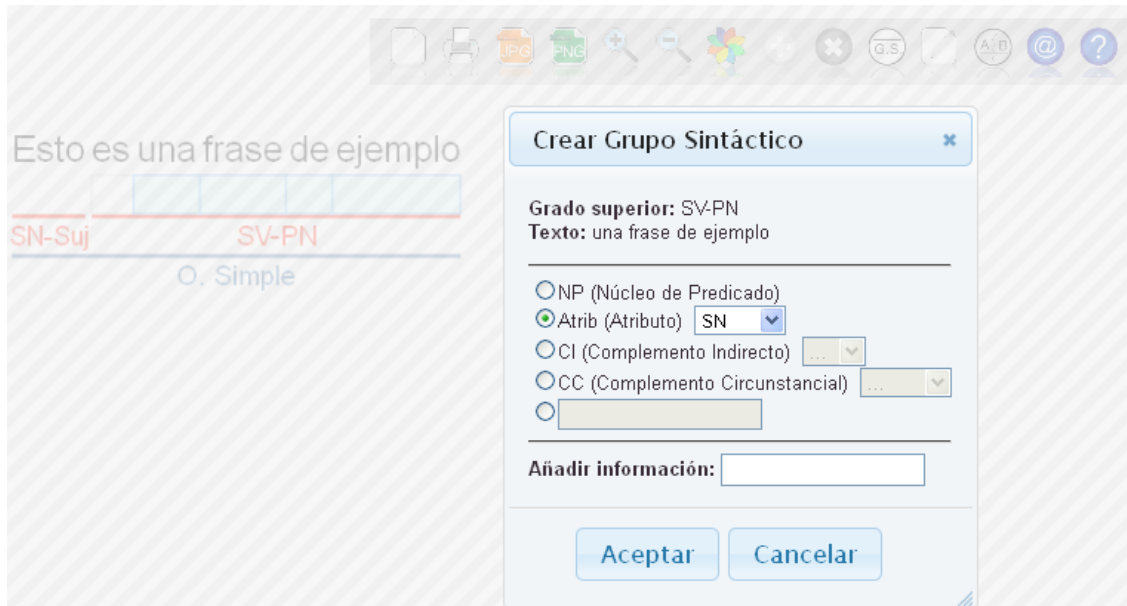 JPG PNG G.S. A/B @ ?
Esto es una frase de ejemplo
SN-Suj SV-PN
O. Simple
Crear Grupo Sintáctico ×
Grado superior: SV-PN
Texto: una frase de ejemplo
NP (Núcleo de Predicado)
Atrib (Atributo) SN
CI (Complemento Indirecto) ...
CC (Complemento Circunstancial) ...
Añadir información:
Aceptar Cancelar